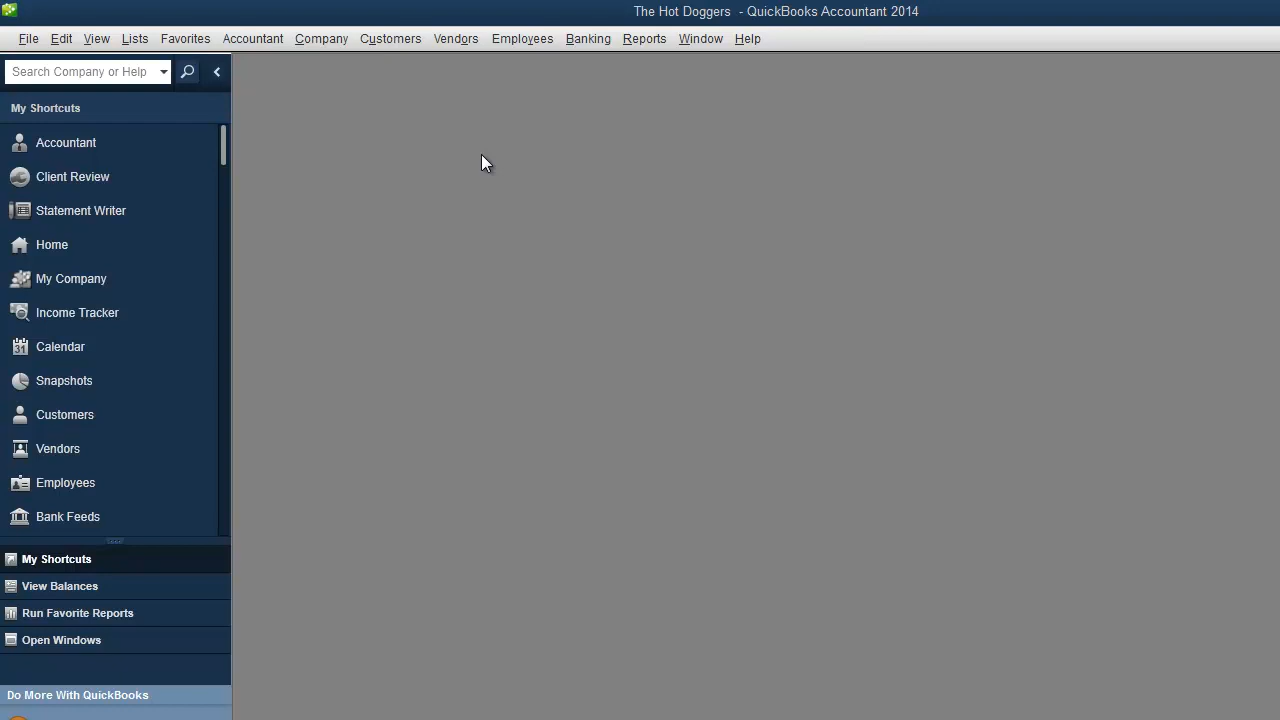 The Hot Doggers - QuickBooks Accountant 2014
File Edit View Lists Favorites Accountant Company Customers Vendors Employees Banking Reports Window Help
Search Company or Help
My Shortcuts
Accountant
Client Review
Statement Writer
Home
My Company
Income Tracker
31 Calendar
Snapshots
Customers
Vendors
Employees
Bank Feeds
My Shortcuts
View Balances
Run Favorite Reports
Open Windows
Do More With QuickBooks